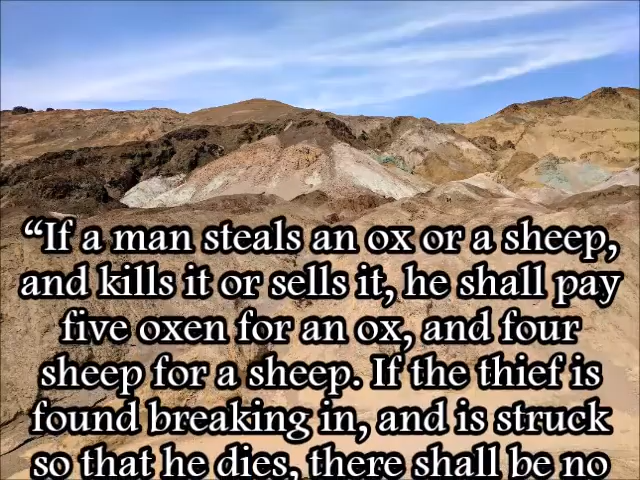 “If a man steals an ox or a sheep,
and kills it or sells it, he shall pay
five oxen for an ox, and four
sheep for a sheep. If the thief is
found breaking in, and is struck
so that he dies, there shall be no